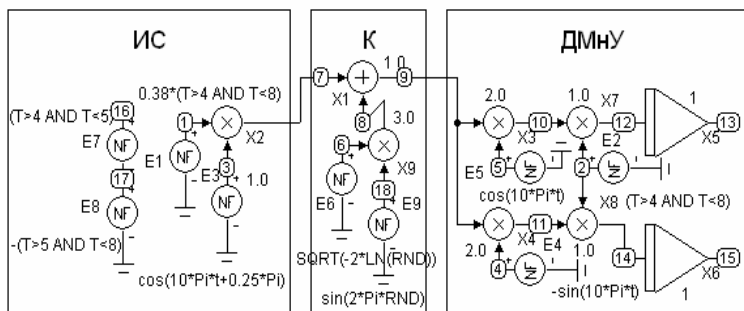 ИС
К
ДМнУ
0.38*(T>4 AND T<8)
16
(T>4 AND T<5)
E7
NF
17
E8
NF
-(T>5 AND T<8)
1
E1
NF
X2
3
E3
1.0
NF
cos(10*Pi*t+0.25*Pi)
7
1.0
9
X1
8
3.0
6
X9
18
E6
NF
E9
NF
SQRT(-2*LN(RND))
sin(2*Pi*RND)
2.0
10
1.0
X7
12
1
13
X3
E2
X5
E5
5
NF
2
NF
cos(10*Pi*t)
X8
(T>4 AND T<8)
11
E4
X4
2.0
1.0
14
15
X6
4
NF
-sin(10*Pi*t)
1